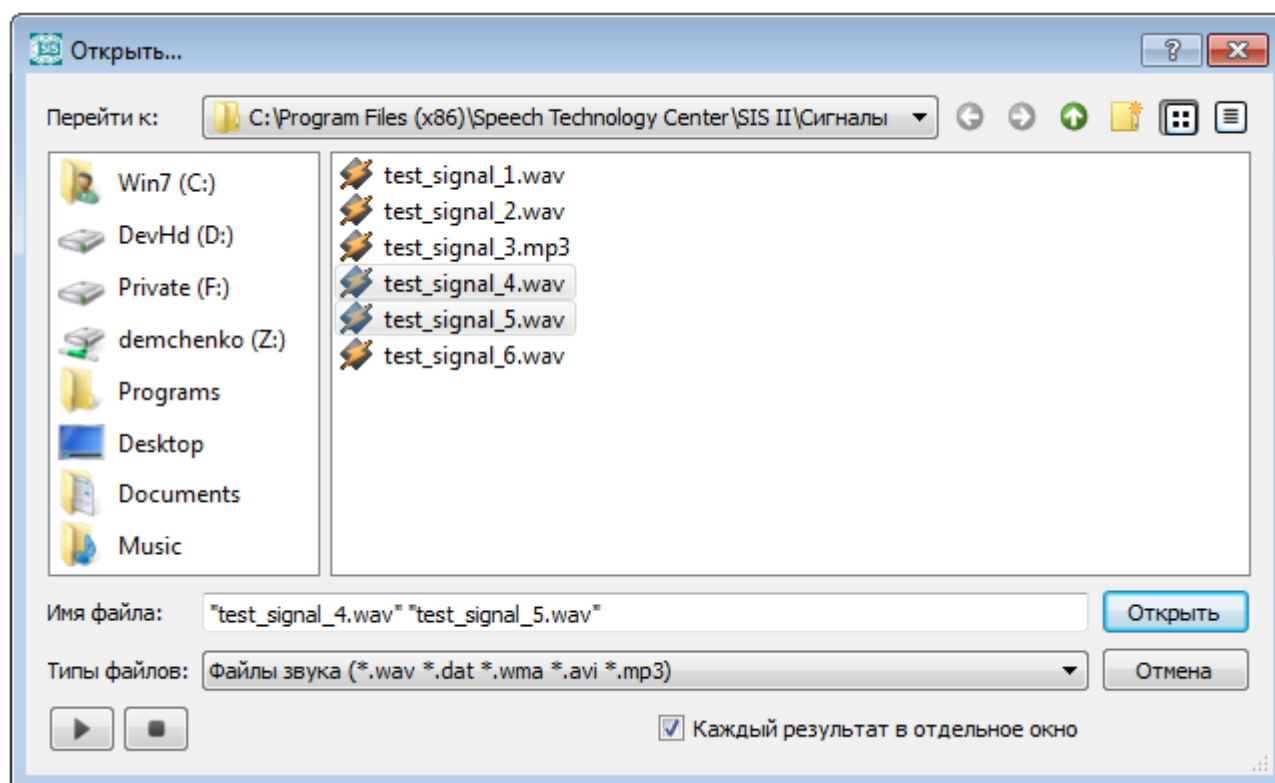 SIS Открыть...
Перейти к: C:\Program Files (x86)\Speech Technology Center\SIS II\Сигналы
Win7 (C:)
DevHd (D:)
Private (F:)
demchenko (Z:)
Programs
Desktop
Documents
Music
test_signal_1.wav
test_signal_2.wav
test_signal_3.mp3
test_signal_4.wav
test_signal_5.wav
test_signal_6.wav
Имя файла: "test_signal_4.wav" "test_signal_5.wav" Открыть
Типы файлов: Файлы звука (*.wav *.dat *.wma *.avi *.mp3) Отмена
Каждый результат в отдельное окно